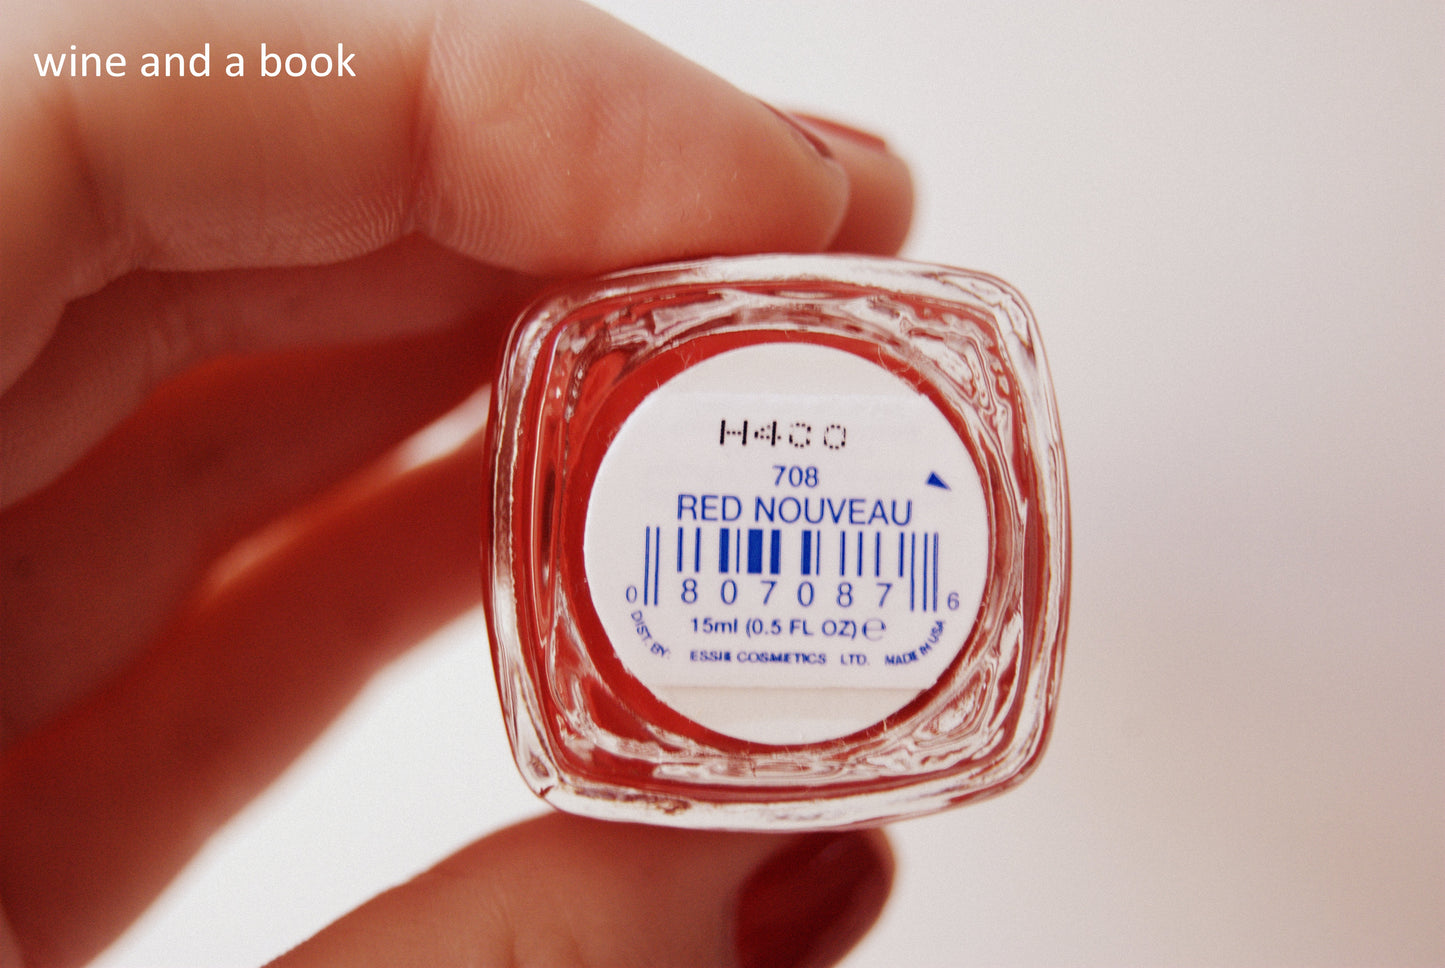 wine and a book
H400
708
RED NOUVEAU
0 807087 6
15ml (0.5 FL OZ) ℮
DIST. BY: ESSIE COSMETICS LTD. MADE IN USA